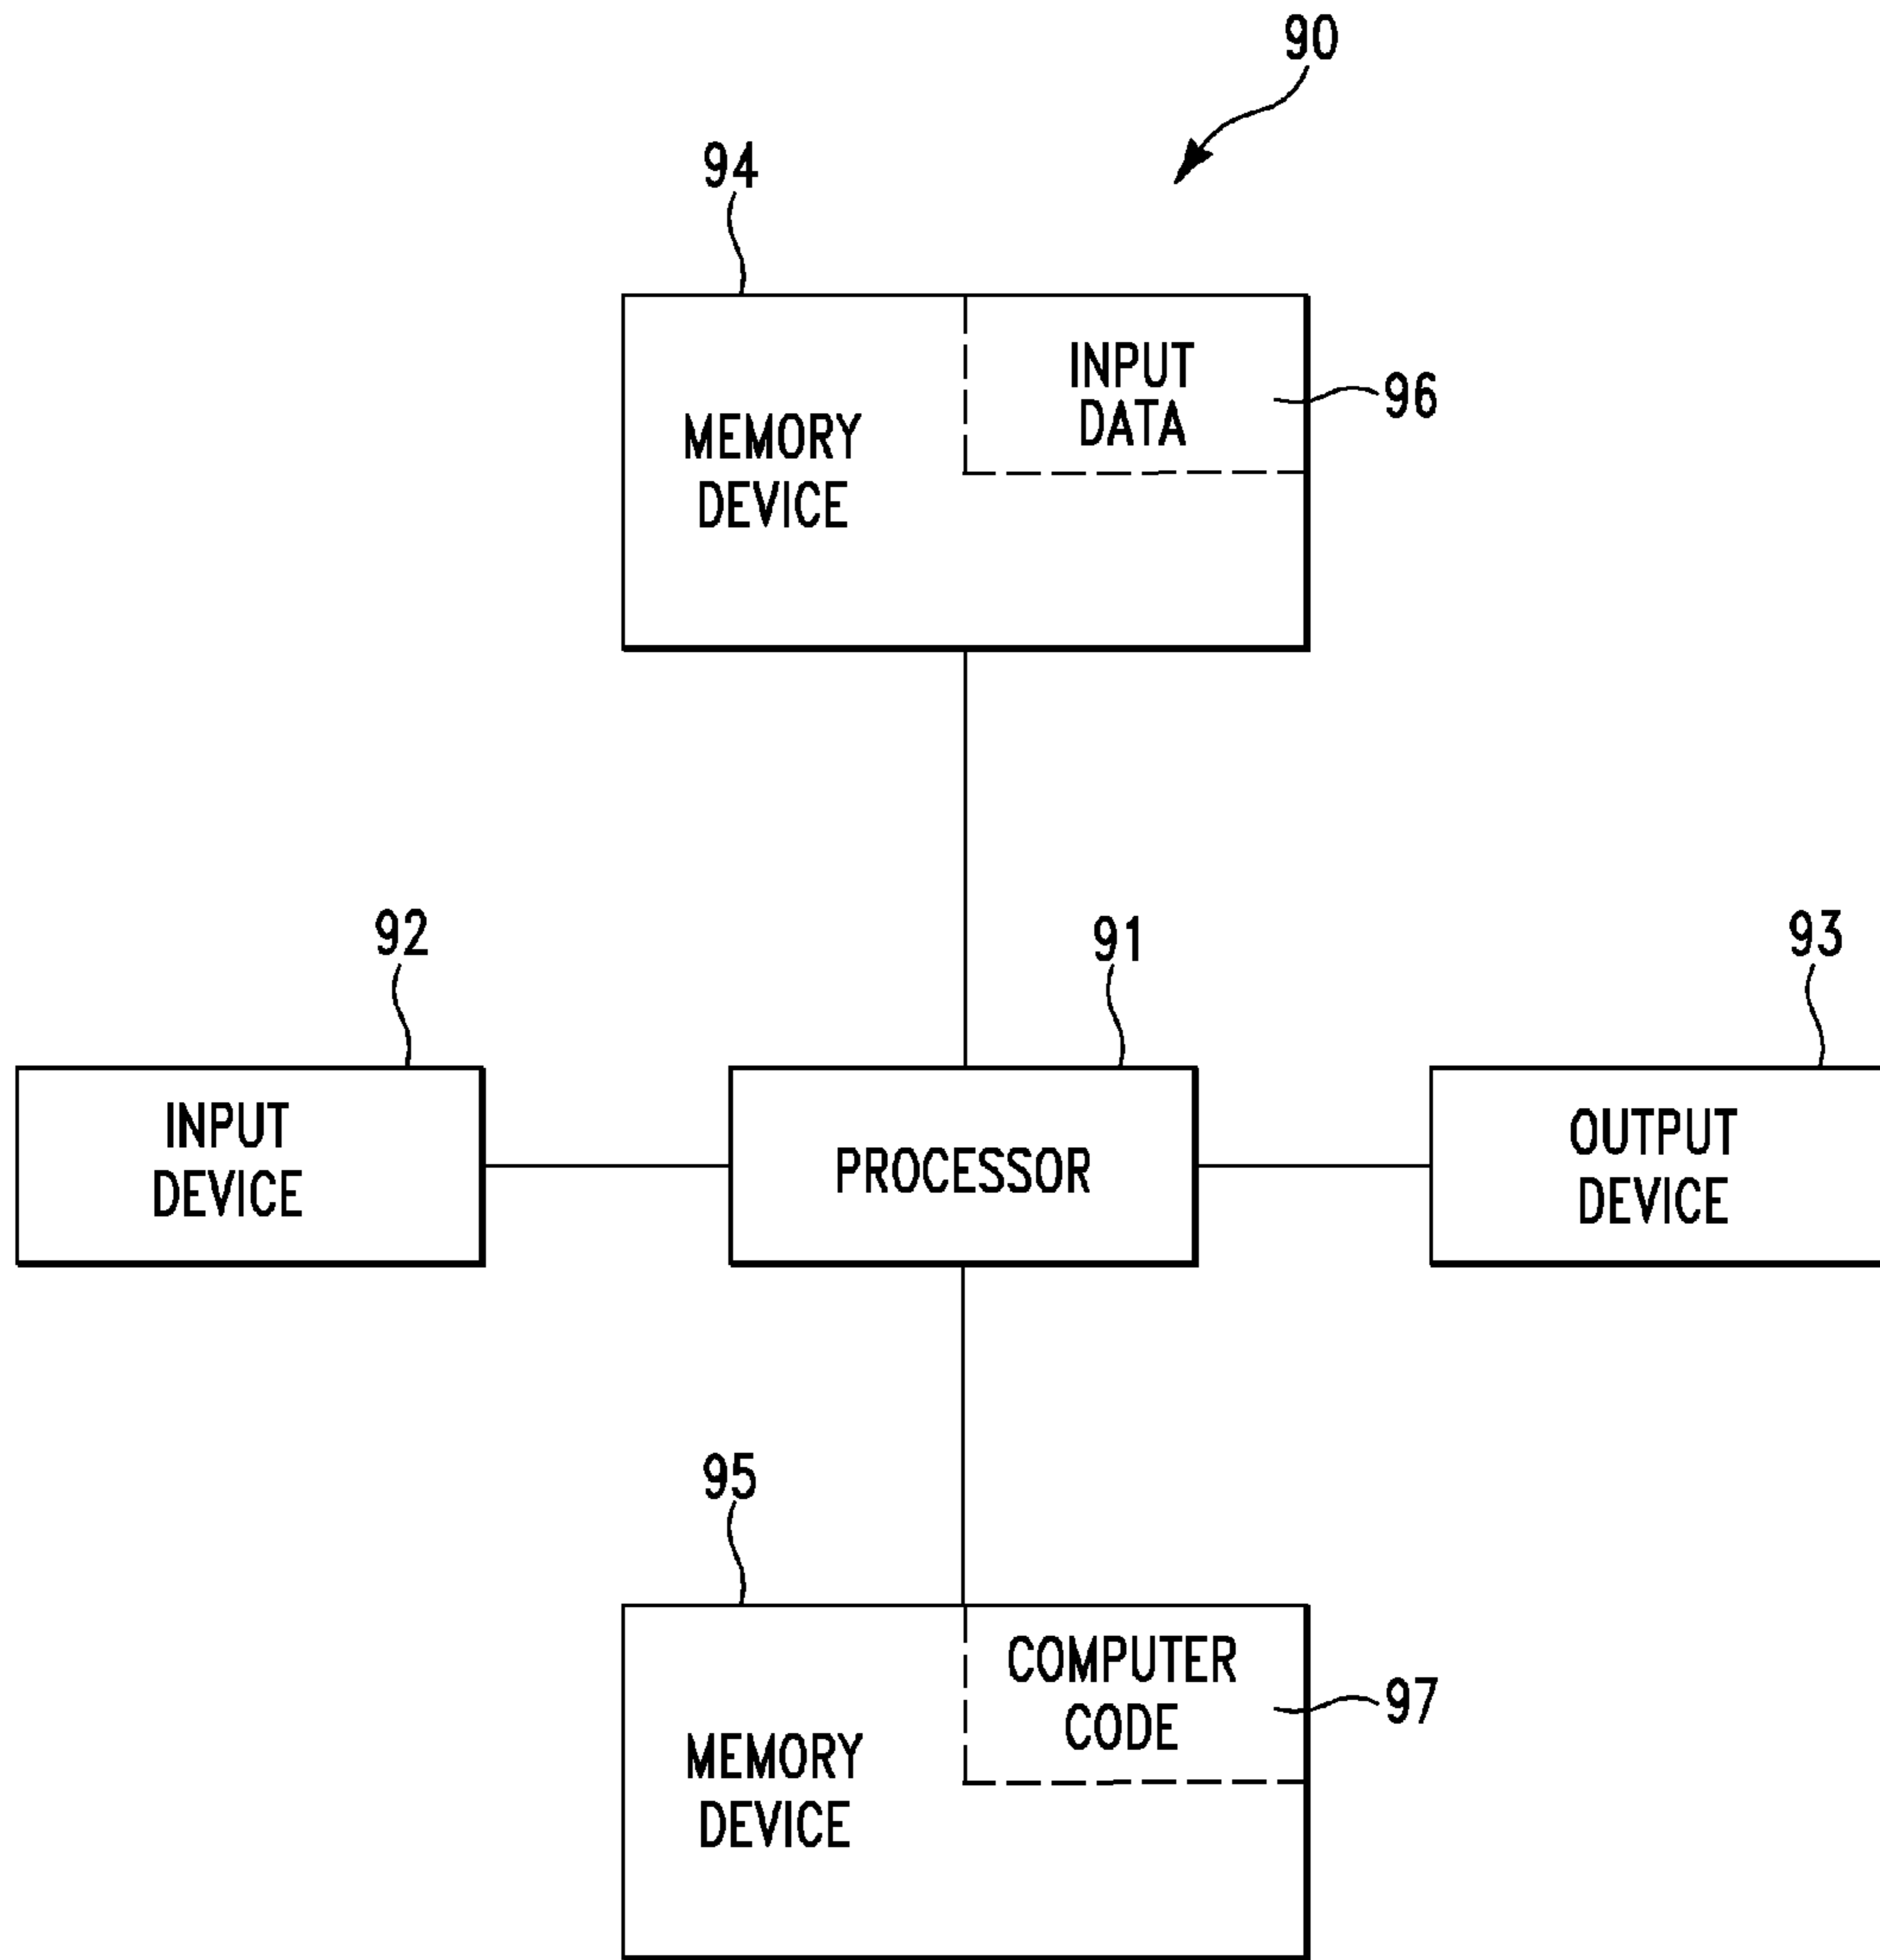 90
94
INPUT
DATA
96
MEMORY
DEVICE
92
91
93
INPUT
DEVICE
PROCESSOR
OUTPUT
DEVICE
95
COMPUTER
CODE
97
MEMORY
DEVICE